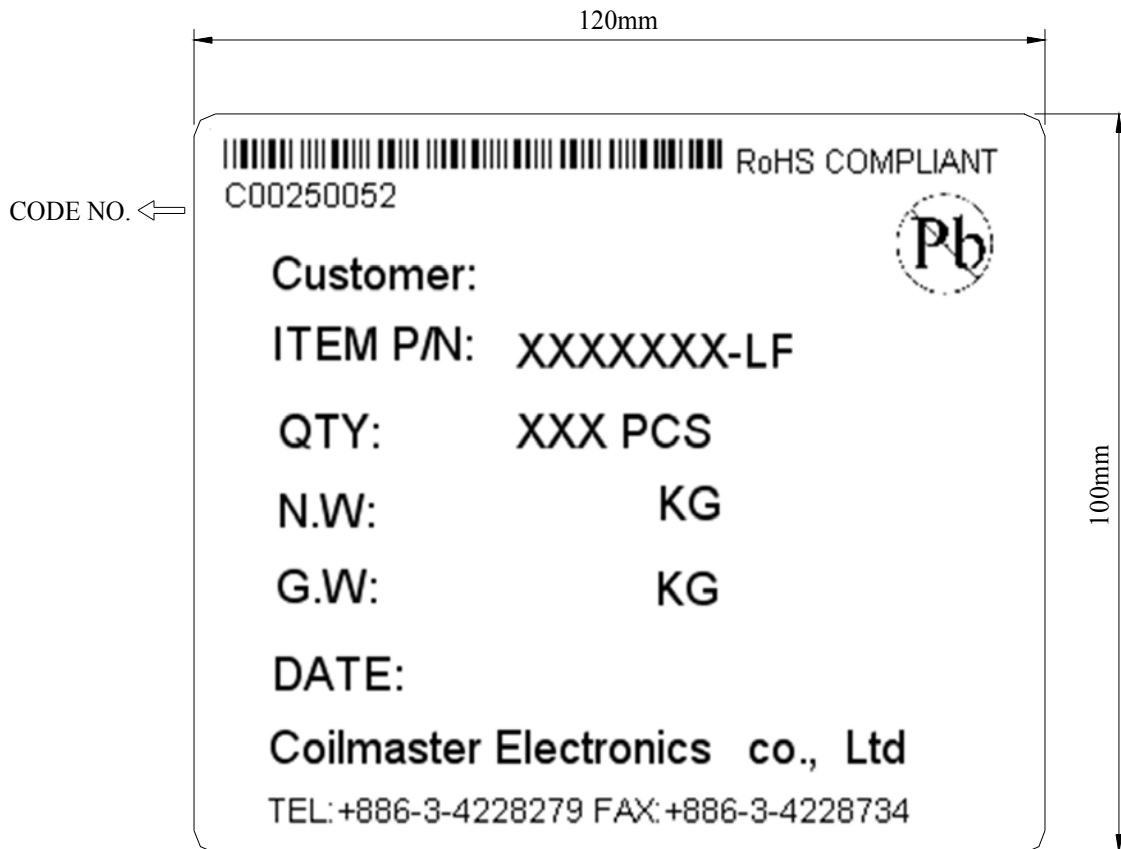 120mm
RoHS COMPLIANT
C00250052
CODE NO.
Pb
Customer:
ITEM P/N: XXXXXXX-LF
QTY: XXX PCS
N.W: KG
G.W: KG
100mm
DATE:
Coilmaster Electronics co., Ltd
TEL:+886-3-4228279 FAX:+886-3-4228734